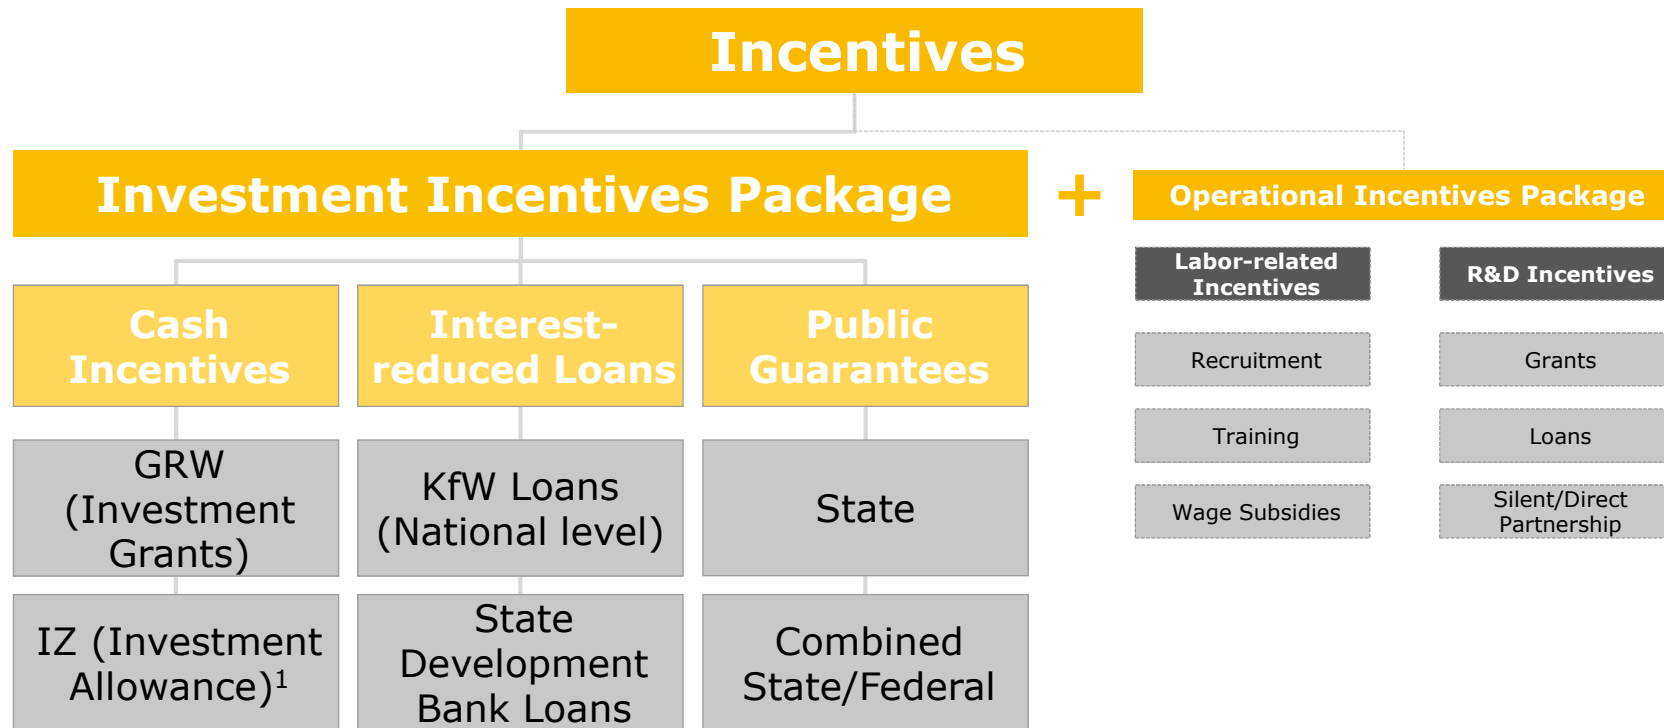 Incentives
Investment Incentives Package
+
Operational Incentives Package
Cash
Incentives
Interest-
reduced Loans
Public
Guarantees
GRW
(Investment
Grants)
KfW Loans
(National level)
State
IZ (Investment
Allowance)¹
State
Development
Bank Loans
Combined
State/Federal
Labor-related
Incentives
R&D Incentives
Recruitment
Grants
Training
Loans
Wage Subsidies
Silent/Direct
Partnership